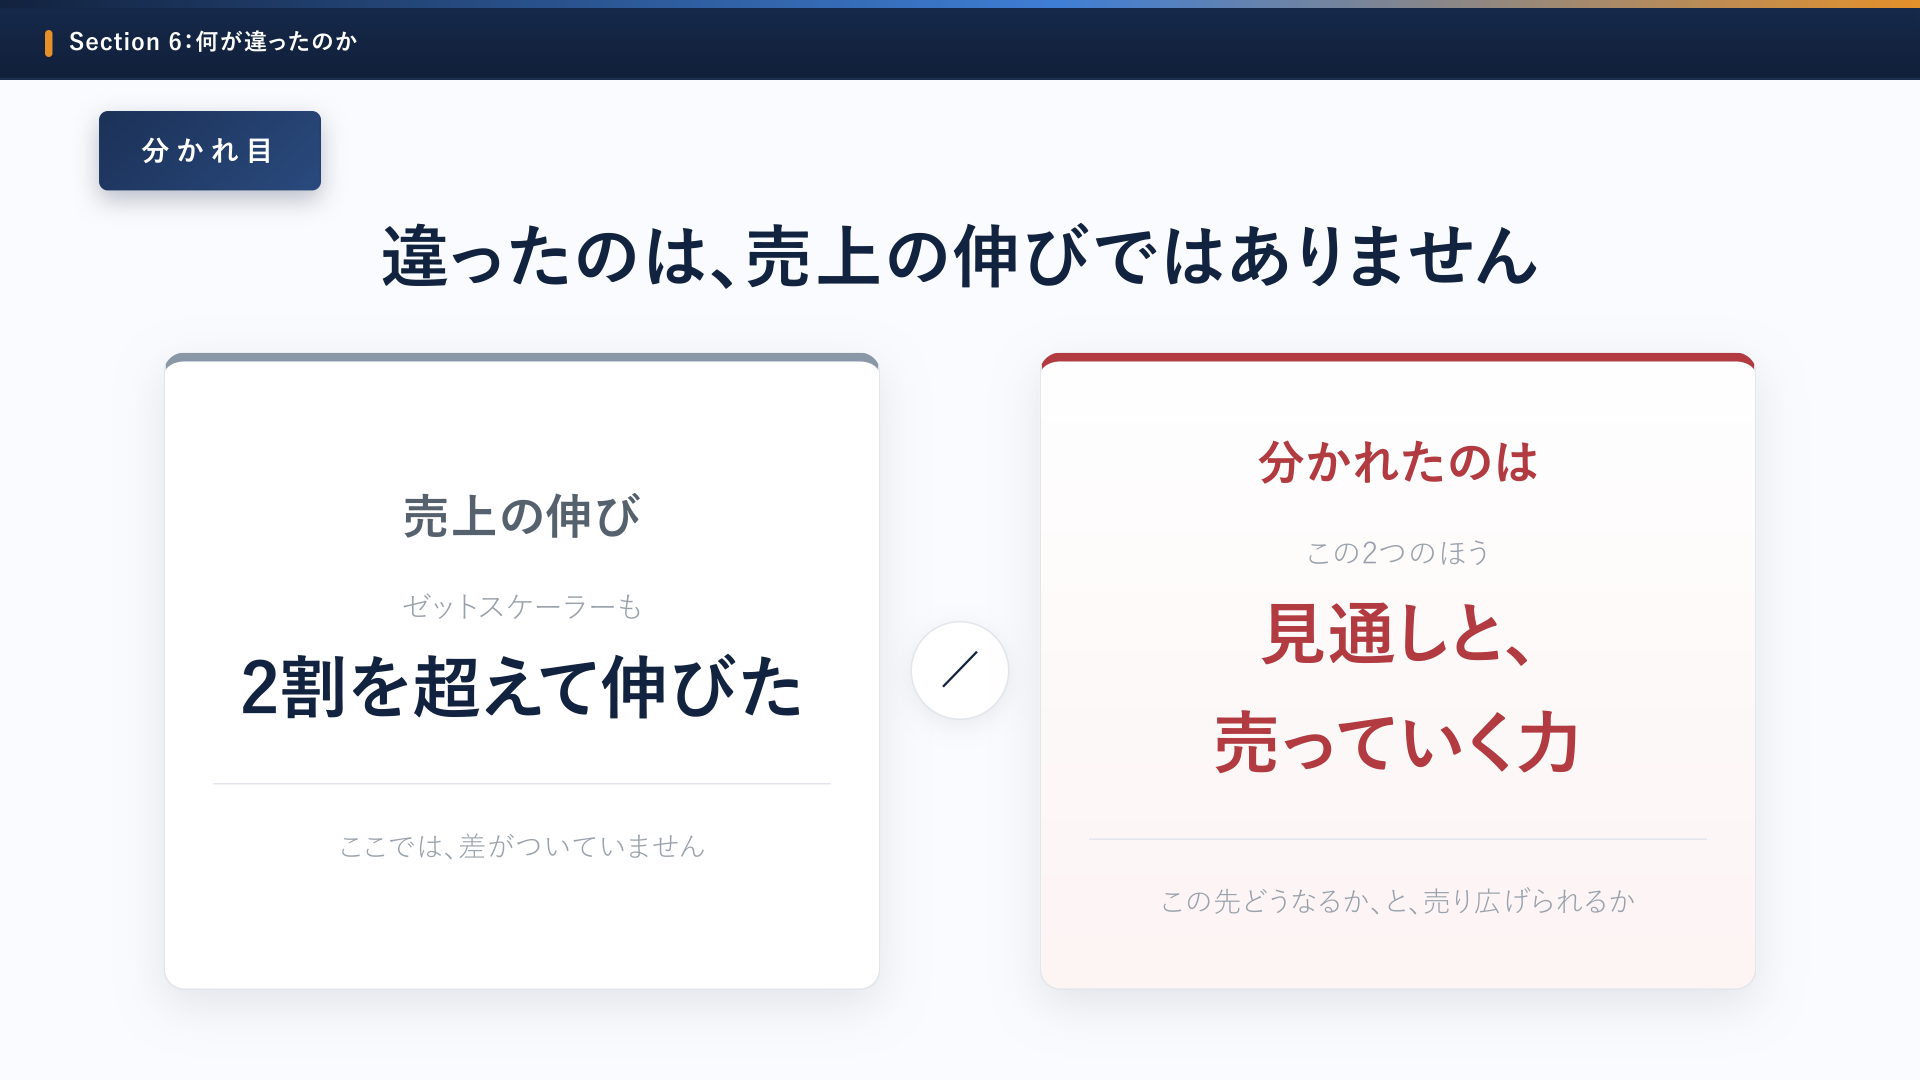 Section 6：何が違ったのか
分かれ目
違ったのは、売上の伸びではありません
売上の伸び
ゼットスケーラーも
2割を超えて伸びた
ここでは、差がついていません
／
分かれたのは
この2つのほう
見通しと、
売っていく力
この先どうなるか、と、売り広げられるか